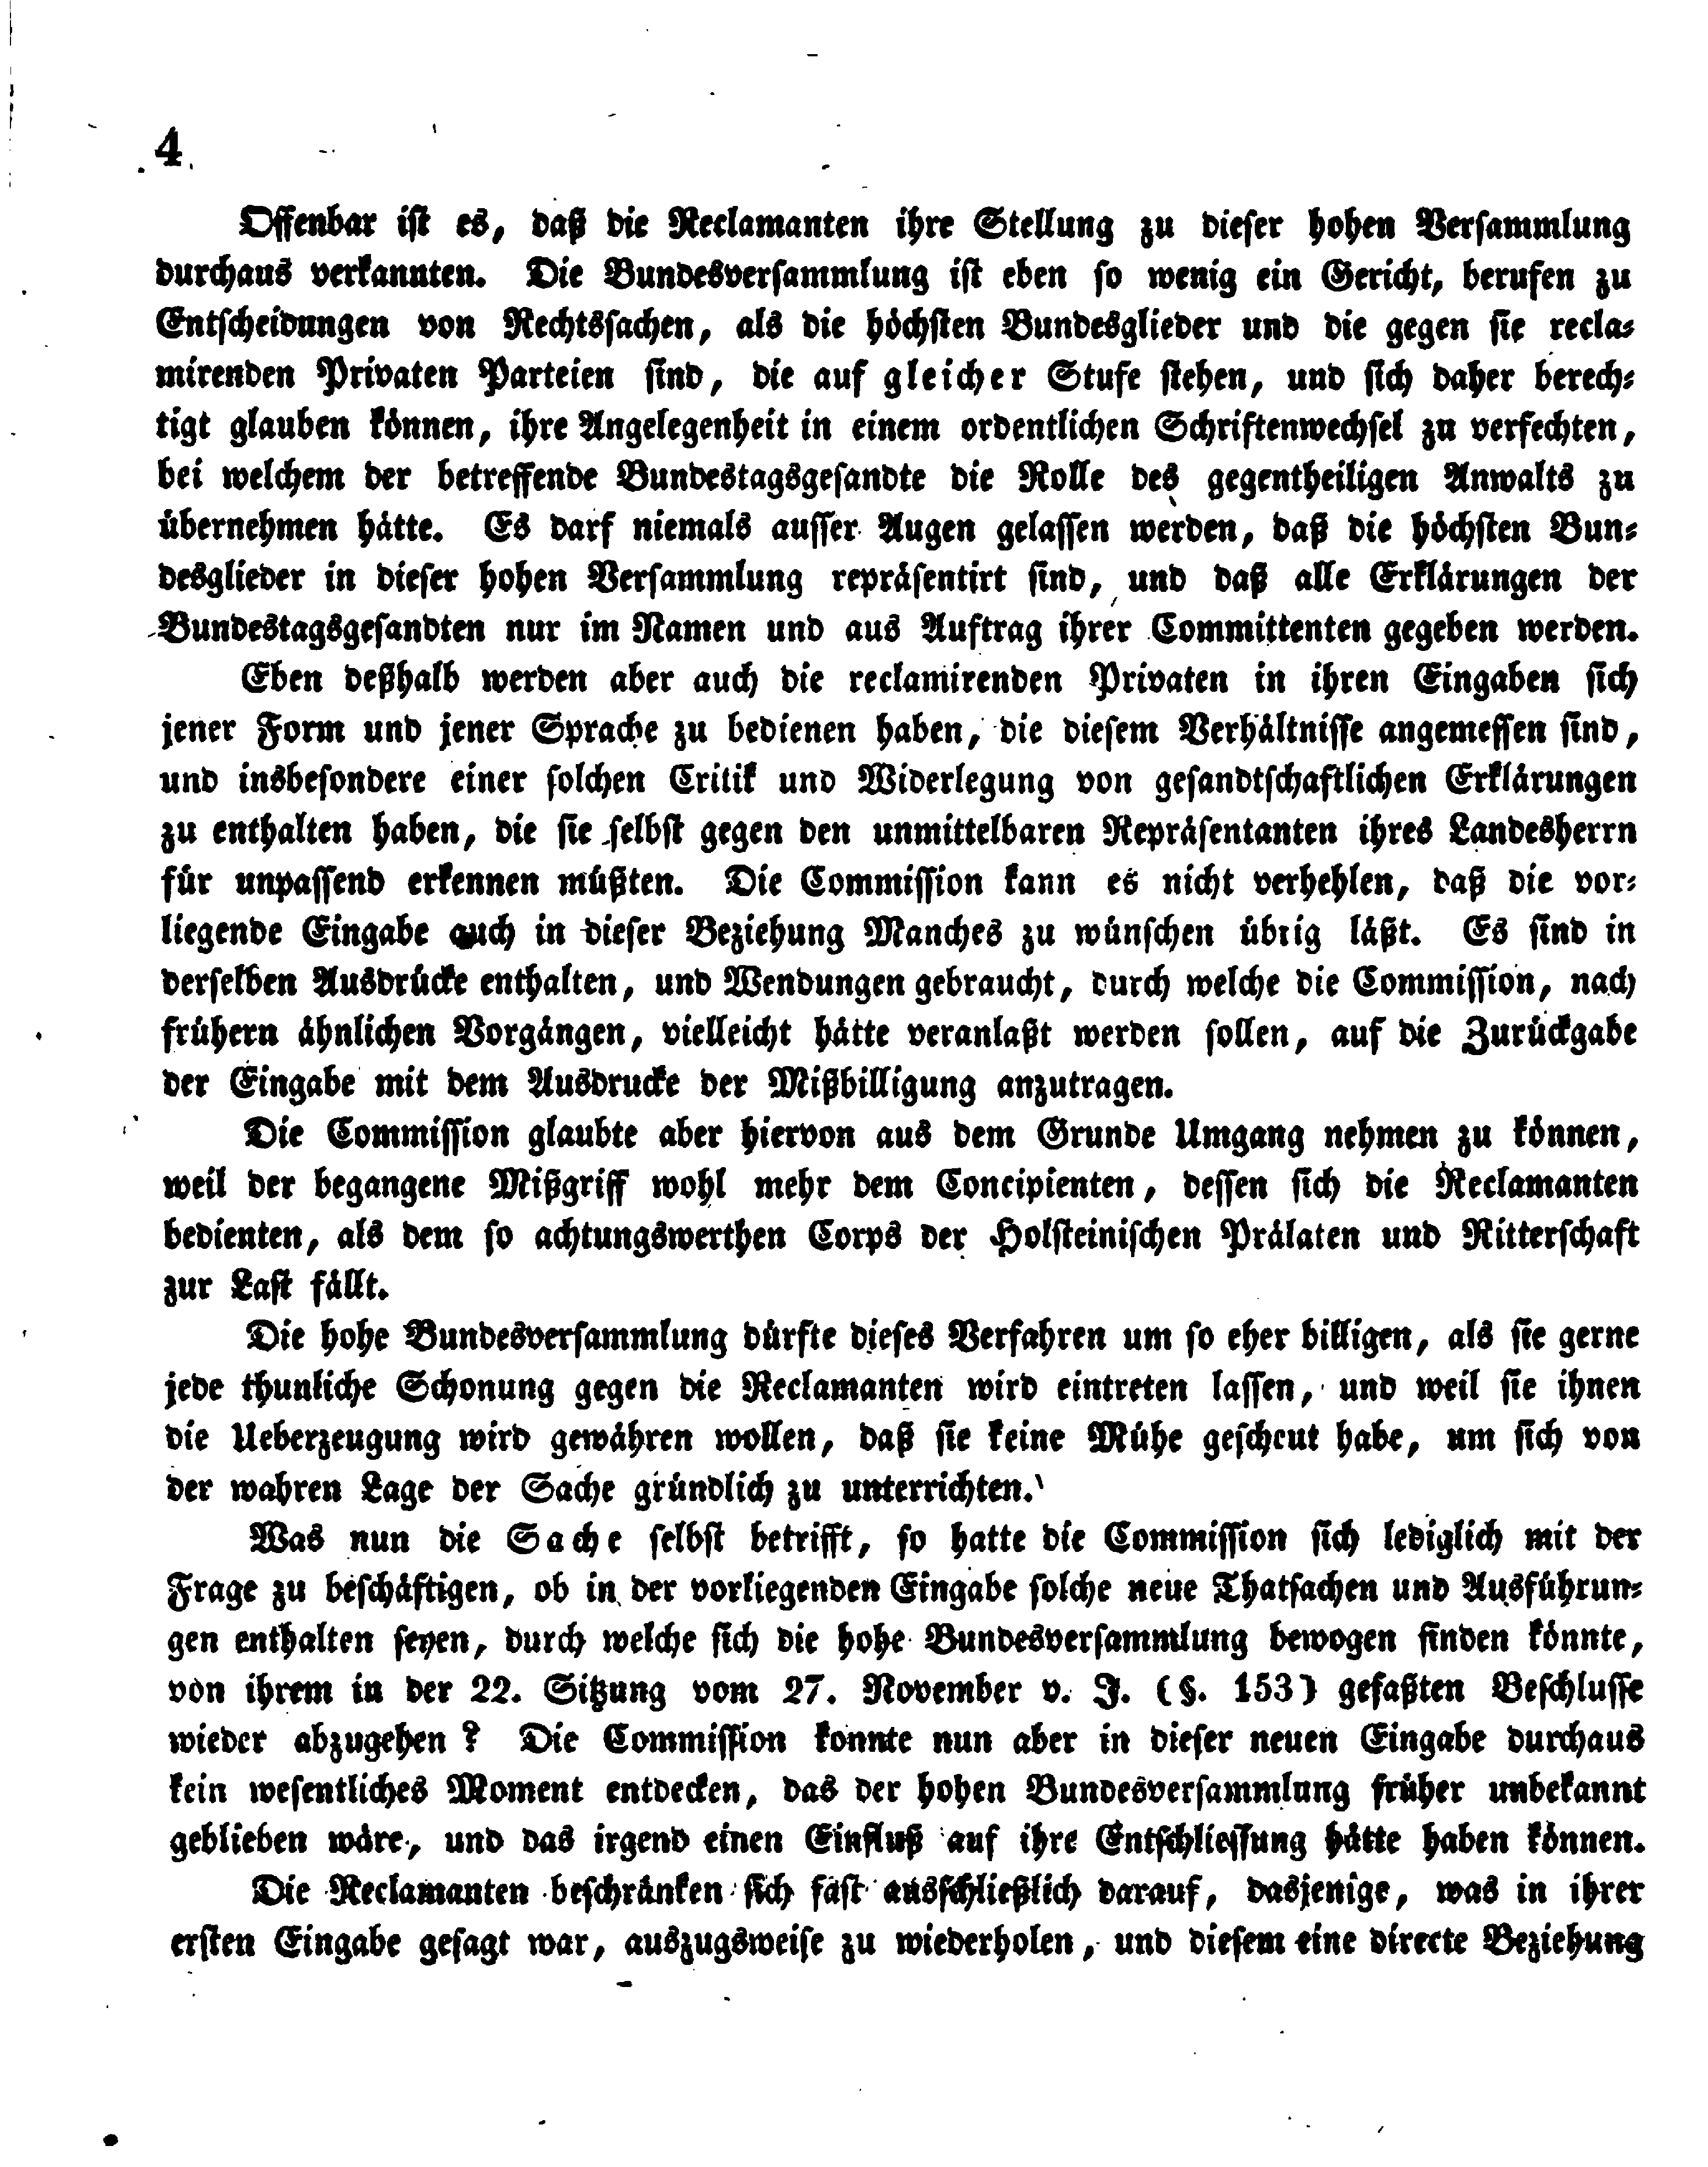 4
Offenbar ist es, daß die Reclamanten ihre Stellung zu dieser hohen Versammlung
durchaus verkannten. Die Bundesversammlung ist eben so wenig ein Gericht, berufen zu
Entscheidungen von Rechtssachen, als die höchsten Bundesglieder und die gegen sie recla-
mirenden Privaten Parteien sind, die auf gleicher Stufe stehen, und sich daher berech-
tigt glauben können, ihre Angelegenheit in einem ordentlichen Schriftenwechsel zu verfechten,
bei welchem der betreffende Bundestagsgesandte die Rolle des gegentheiligen Anwalts zu
übernehmen hätte. Es darf niemals ausser Augen gelassen werden, daß die höchsten Bun-
desglieder in dieser hohen Versammlung repräsentirt sind, und daß alle Erklärungen der
Bundestagsgesandten nur im Namen und aus Auftrag ihrer Committenten gegeben werden.
Eben deßhalb werden aber auch die reclamirenden Privaten in ihren Eingaben sich
jener Form und jener Sprache zu bedienen haben, die diesem Verhältnisse angemessen sind,
und insbesondere einer solchen Critik und Widerlegung von gesandtschaftlichen Erklärungen
zu enthalten haben, die sie selbst gegen den unmittelbaren Repräsentanten ihres Landesherrn
für unpassend erkennen müßten. Die Commission kann es nicht verhehlen, daß die vor-
liegende Eingabe auch in dieser Beziehung Manches zu wünschen übrig läßt. Es sind in
derselben Ausdrücke enthalten, und Wendungen gebraucht, durch welche die Commission, nach
frühern ähnlichen Vorgängen, vielleicht hätte veranlaßt werden sollen, auf die Zurückgabe
der Eingabe mit dem Ausdrucke der Mißbilligung anzutragen.
Die Commission glaubte aber hiervon aus dem Grunde Umgang nehmen zu können,
weil der begangene Mißgriff wohl mehr dem Concipienten, dessen sich die Reclamanten
bedienten, als dem so achtungswerthen Corps der Holsteinischen Prälaten und Ritterschaft
zur Last fällt.
Die hohe Bundesversammlung dürfte dieses Verfahren um so eher billigen, als sie gerne
jede thunliche Schonung gegen die Reclamanten wird eintreten lassen, und weil sie ihnen
die Ueberzeugung wird gewähren wollen, daß sie keine Mühe gescheut habe, um sich von
der wahren Lage der Sache gründlich zu unterrichten.
Was nun die Sache selbst betrifft, so hatte die Commission sich lediglich mit der
Frage zu beschäftigen, ob in der vorliegenden Eingabe solche neue Thatsachen und Ausführun-
gen enthalten seyen, durch welche sich die hohe Bundesversammlung bewogen finden könnte,
von ihrem in der 22. Sitzung vom 27. November v. J. (§. 153) gefaßten Beschlusse
wieder abzugehen? Die Commission konnte nun aber in dieser neuen Eingabe durchaus
kein wesentliches Moment entdecken, das der hohen Bundesversammlung früher unbekannt
geblieben wäre, und das irgend einen Einfluß auf ihre Entschliessung hätte haben können.
Die Reclamanten beschränken sich fast ausschließlich darauf, dasjenige, was in ihrer
ersten Eingabe gesagt war, auszugsweise zu wiederholen, und diesem eine directe Beziehung